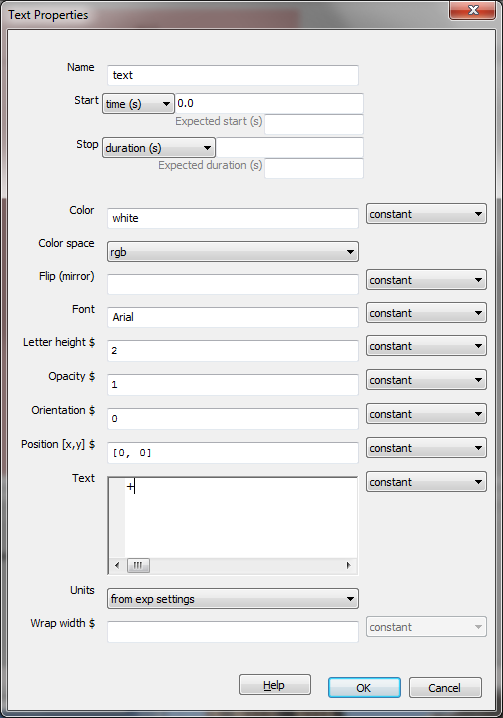 Text Properties
Name text
Start time (s) 0.0
Expected start (s)
Stop duration (s)
Expected duration (s)
Color white constant
Color space rgb
Flip (mirror) constant
Font Arial constant
Letter height $ 2 constant
Opacity $ 1 constant
Orientation $ 0 constant
Position [x,y] $ [0, 0] constant
Text + constant
Units from exp settings
Wrap width $ constant
Help OK Cancel